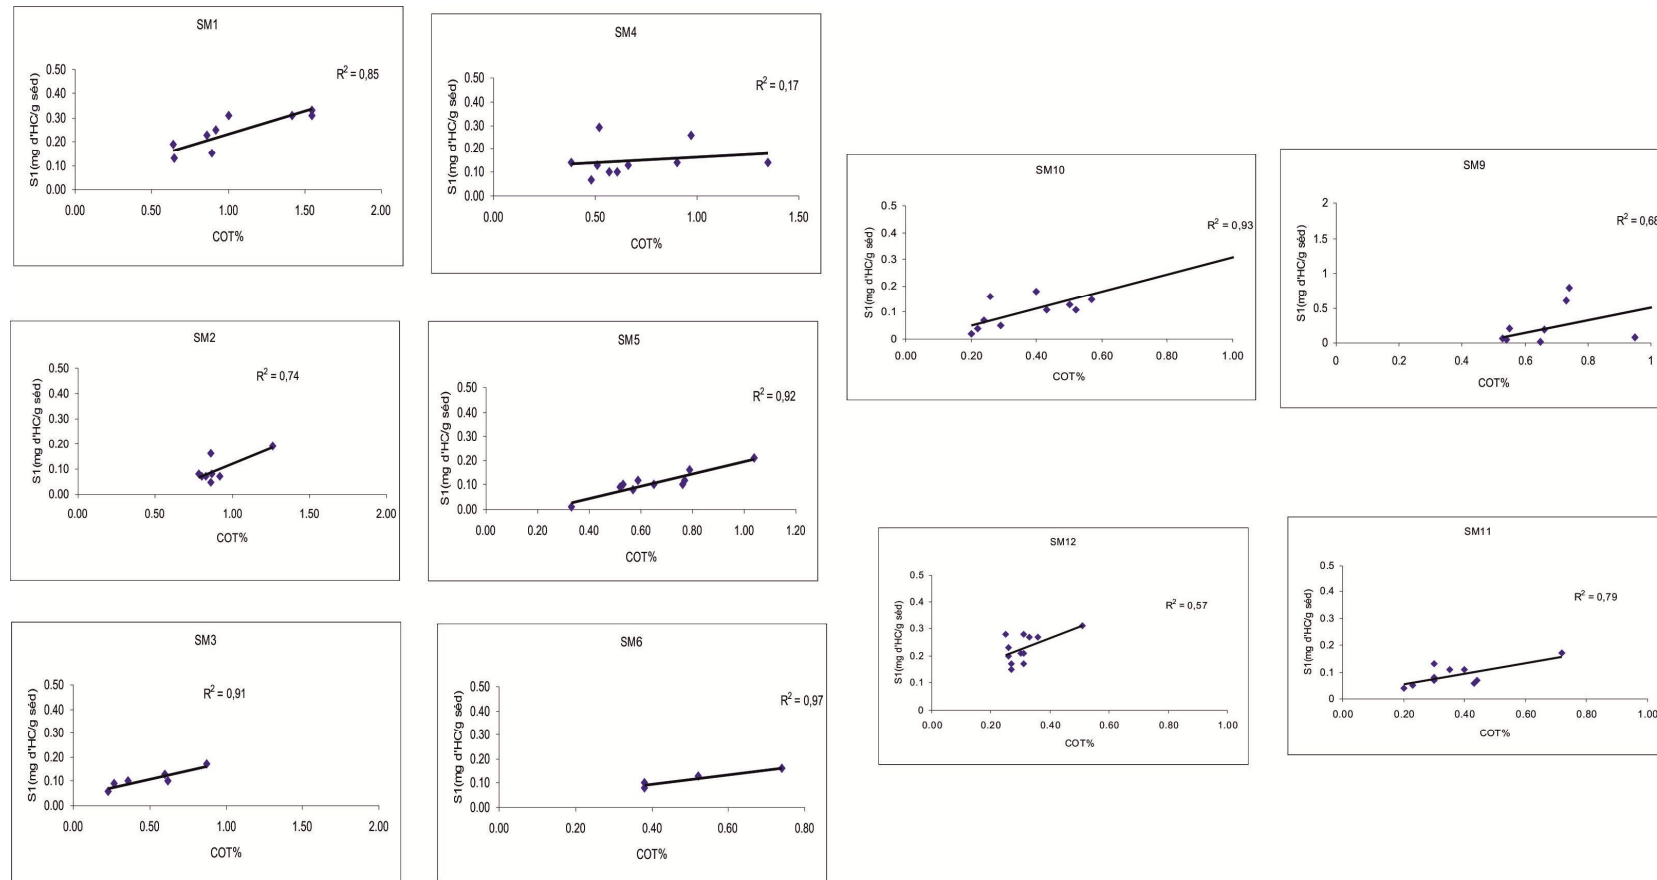 SM1
R² = 0,85
S1(mg d'HC/g séd)
0.50
0.40
0.30
0.20
0.10
0.00
0.00 0.50 1.00 1.50 2.00
COT%
SM4
R² = 0,17
S1(mg d'HC/g séd)
0.50
0.40
0.30
0.20
0.10
0.00
0.00 0.50 1.00 1.50
COT%
SM10
R² = 0,93
S1(mg d'HC/g séd)
0.5
0.4
0.3
0.2
0.1
0
0.00 0.20 0.40 0.60 0.80 1.00
COT%
SM9
R² = 0,68
S1(mg d'HC/g séd)
2
1.5
1
0.5
0
0 0.2 0.4 0.6 0.8 1
COT%
SM2
R² = 0,74
S1(mg d'HC/g séd)
0.50
0.40
0.30
0.20
0.10
0.00
0.00 0.50 1.00 1.50 2.00
COT%
SM5
R² = 0,92
S1(mg d'HC/g séd)
0.50
0.40
0.30
0.20
0.10
0.00
0.00 0.20 0.40 0.60 0.80 1.00 1.20
COT%
SM12
R² = 0,57
S1(mg d'HC/g séd)
0.5
0.4
0.3
0.2
0.1
0
0.00 0.20 0.40 0.60 0.80 1.00
COT%
SM11
R² = 0,79
S1(mg d'HC/g séd)
0.5
0.4
0.3
0.2
0.1
0
0.00 0.20 0.40 0.60 0.80 1.00
COT%
SM3
R² = 0,91
S1(mg d'HC/g séd)
0.50
0.40
0.30
0.20
0.10
0.00
0.00 0.50 1.00 1.50 2.00
COT%
SM6
R² = 0,97
S1(mg d'HC/g séd)
0.50
0.40
0.30
0.20
0.10
0.00
0.00 0.20 0.40 0.60 0.80
COT%